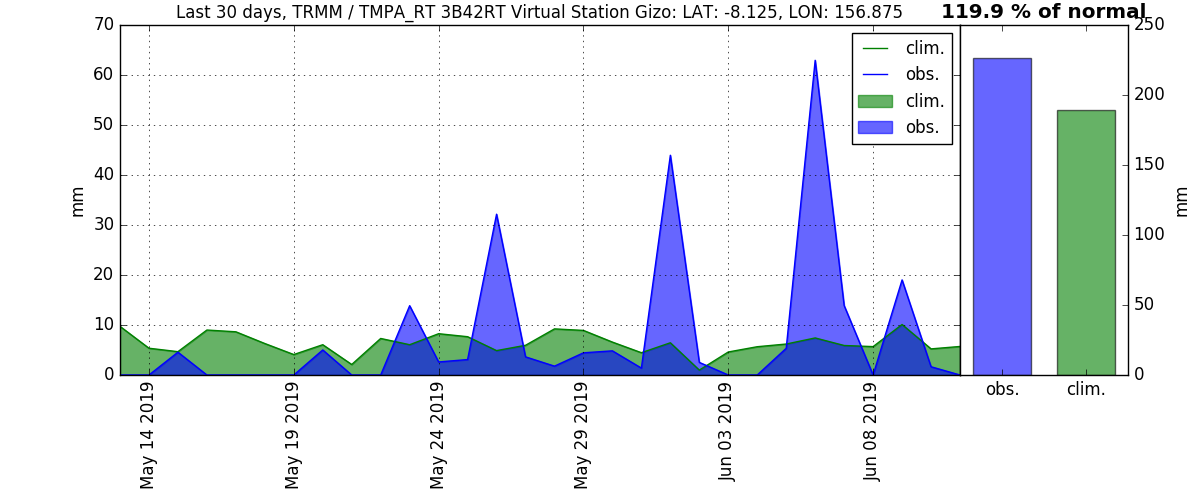 Last 30 days, TRMM / TMPA_RT 3B42RT Virtual Station Gizo: LAT: -8.125, LON: 156.875
119.9 % of normal
70
60
50
40
30
20
10
0
mm
clim.
obs.
clim.
obs.
May 14 2019
May 19 2019
May 24 2019
May 29 2019
Jun 03 2019
Jun 08 2019
250
200
150
100
50
0
mm
obs.
clim.